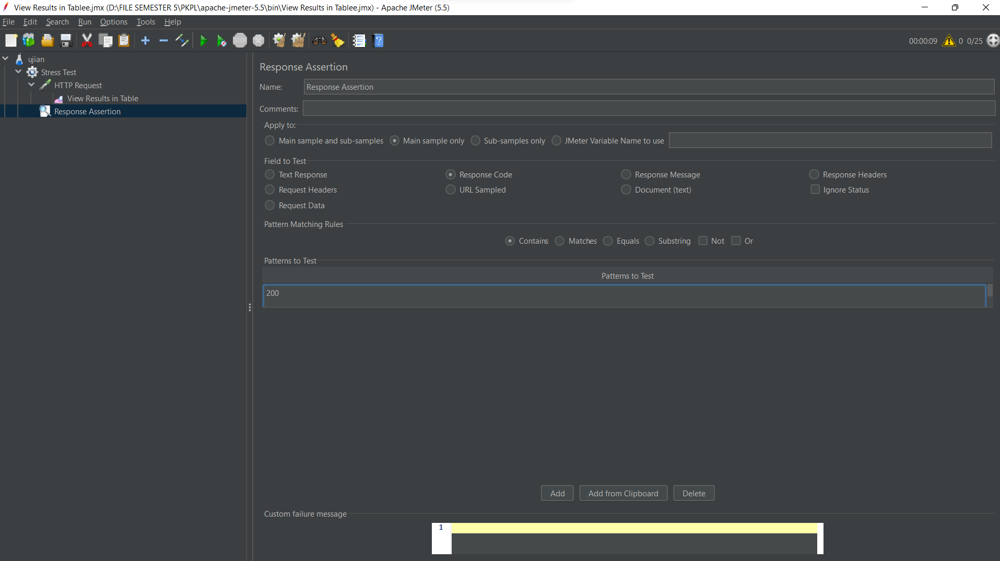 View Results in Tablee.jmx (D:\FILE SEMESTER 5\PKPL\apache-jmeter-5.5\bin\View Results in Tablee.jmx) - Apache JMeter (5.5)
File Edit Search Run Options Tools Help
STOP
00:00:09 0 0/25
ujian
Stress Test
HTTP Request
View Results in Table
Response Assertion
Response Assertion
Name: Response Assertion
Comments:
Apply to:
Main sample and sub-samples Main sample only Sub-samples only JMeter Variable Name to use
Field to Test
Text Response Response Code Response Message Response Headers
Request Headers URL Sampled Document (text) Ignore Status
Request Data
Pattern Matching Rules
Contains Matches Equals Substring Not Or
Patterns to Test
Patterns to Test
200
Add Add from Clipboard Delete
Custom failure message
1